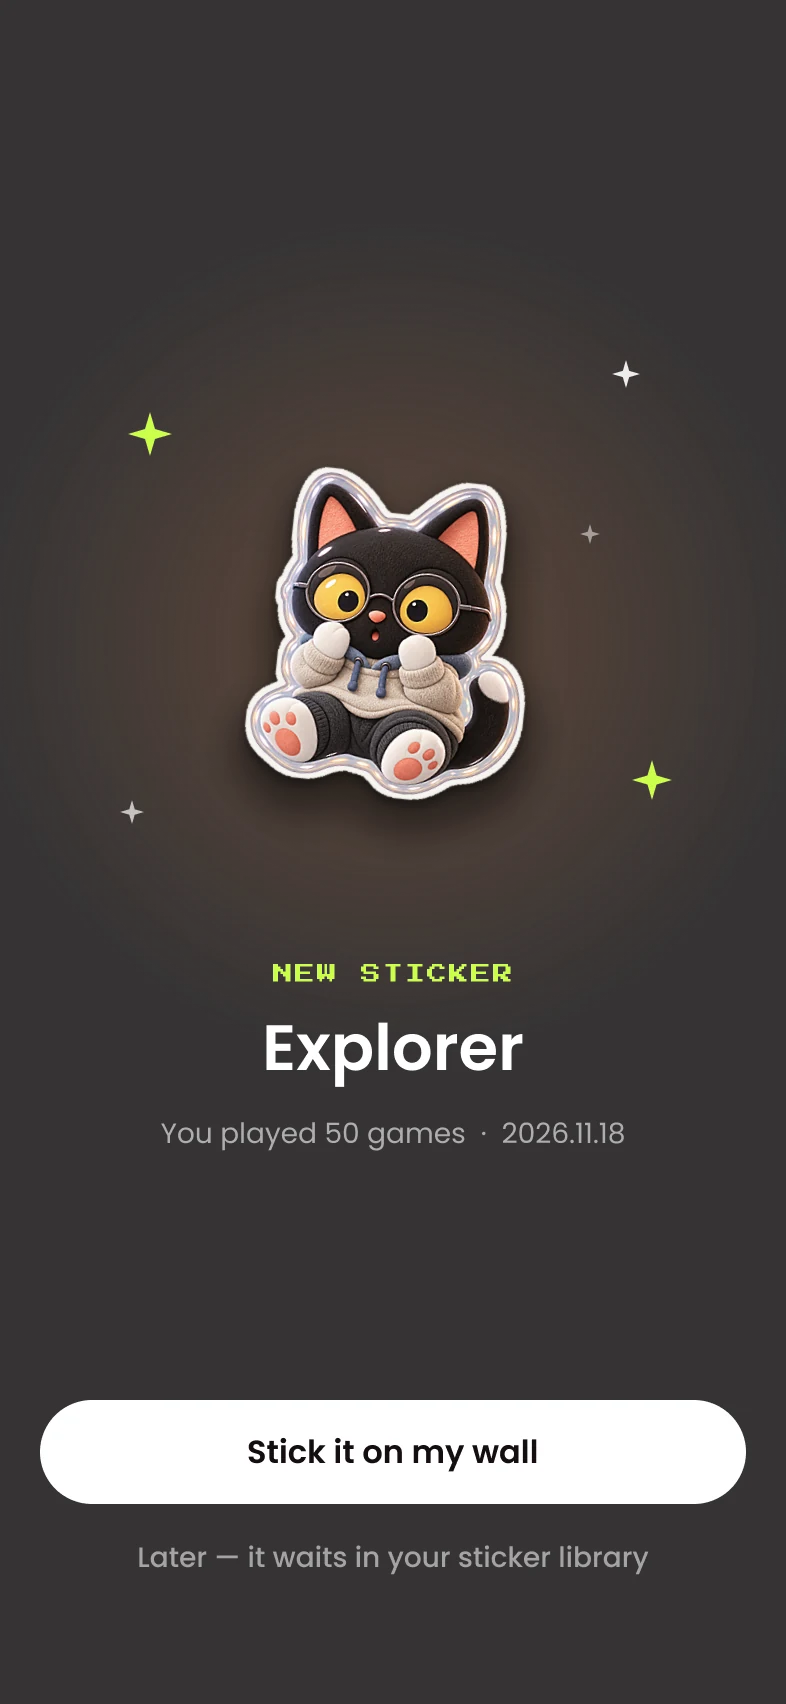 NEW STICKER
Explorer
You played 50 games · 2026.11.18
Stick it on my wall
Later — it waits in your sticker library